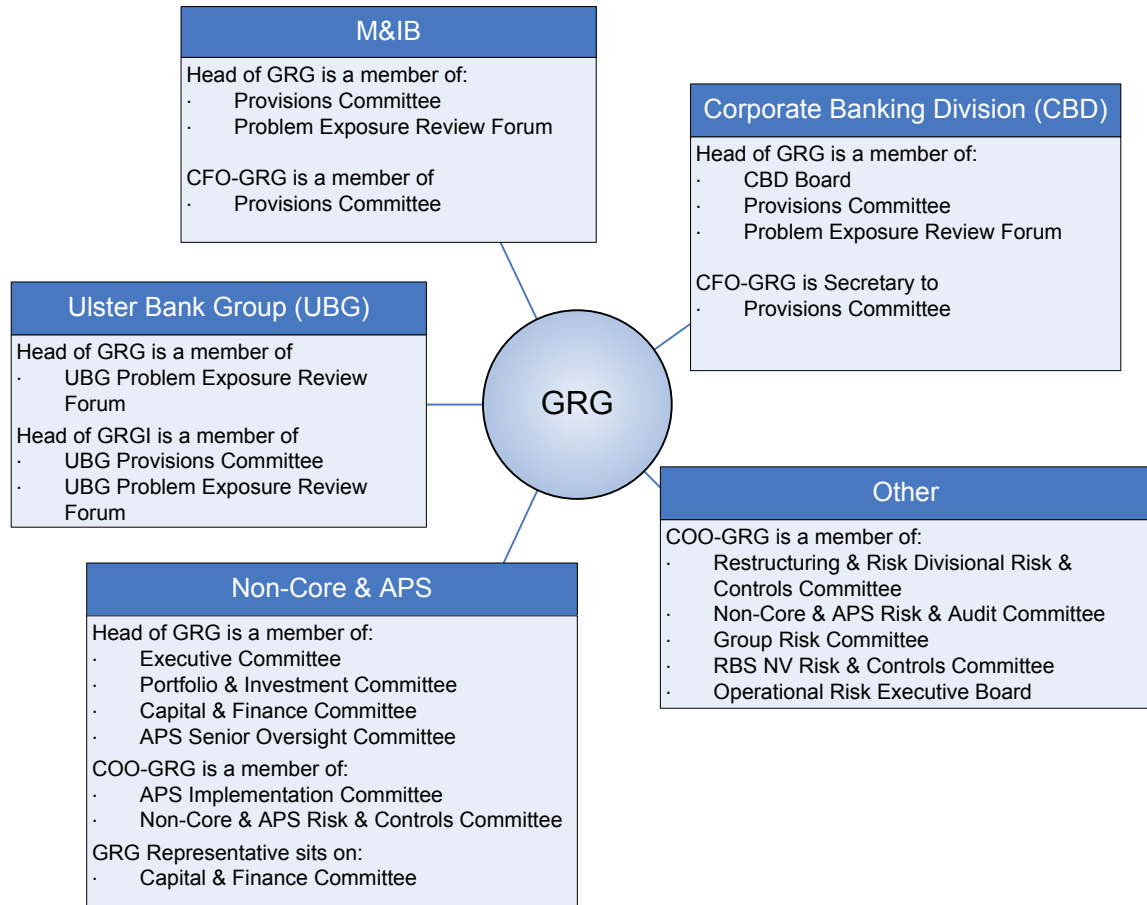 M&IB
Head of GRG is a member of:
· Provisions Committee
· Problem Exposure Review Forum
CFO-GRG is a member of
· Provisions Committee
Corporate Banking Division (CBD)
Head of GRG is a member of:
· CBD Board
· Provisions Committee
· Problem Exposure Review Forum
CFO-GRG is Secretary to
· Provisions Committee
Ulster Bank Group (UBG)
Head of GRG is a member of
· UBG Problem Exposure Review
Forum
Head of GRGI is a member of
· UBG Provisions Committee
· UBG Problem Exposure Review
Forum
GRG
Other
COO-GRG is a member of:
· Restructuring & Risk Divisional Risk &
Controls Committee
· Non-Core & APS Risk & Audit Committee
· Group Risk Committee
· RBS NV Risk & Controls Committee
· Operational Risk Executive Board
Non-Core & APS
Head of GRG is a member of:
· Executive Committee
· Portfolio & Investment Committee
· Capital & Finance Committee
· APS Senior Oversight Committee
COO-GRG is a member of:
· APS Implementation Committee
· Non-Core & APS Risk & Controls Committee
GRG Representative sits on:
· Capital & Finance Committee